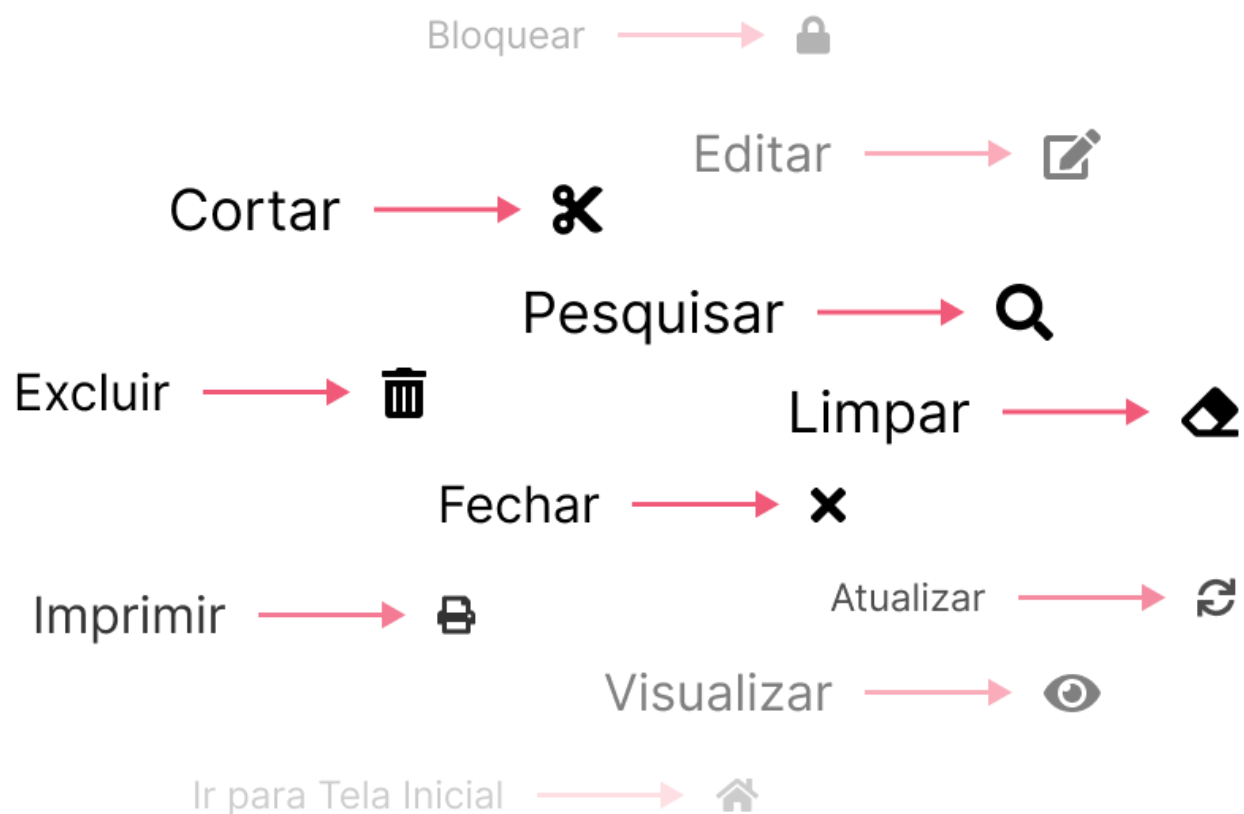 Bloquear
Editar
Cortar
Pesquisar
Excluir
Limpar
Fechar
Atualizar
Imprimir
Visualizar
Ir para Tela Inicial